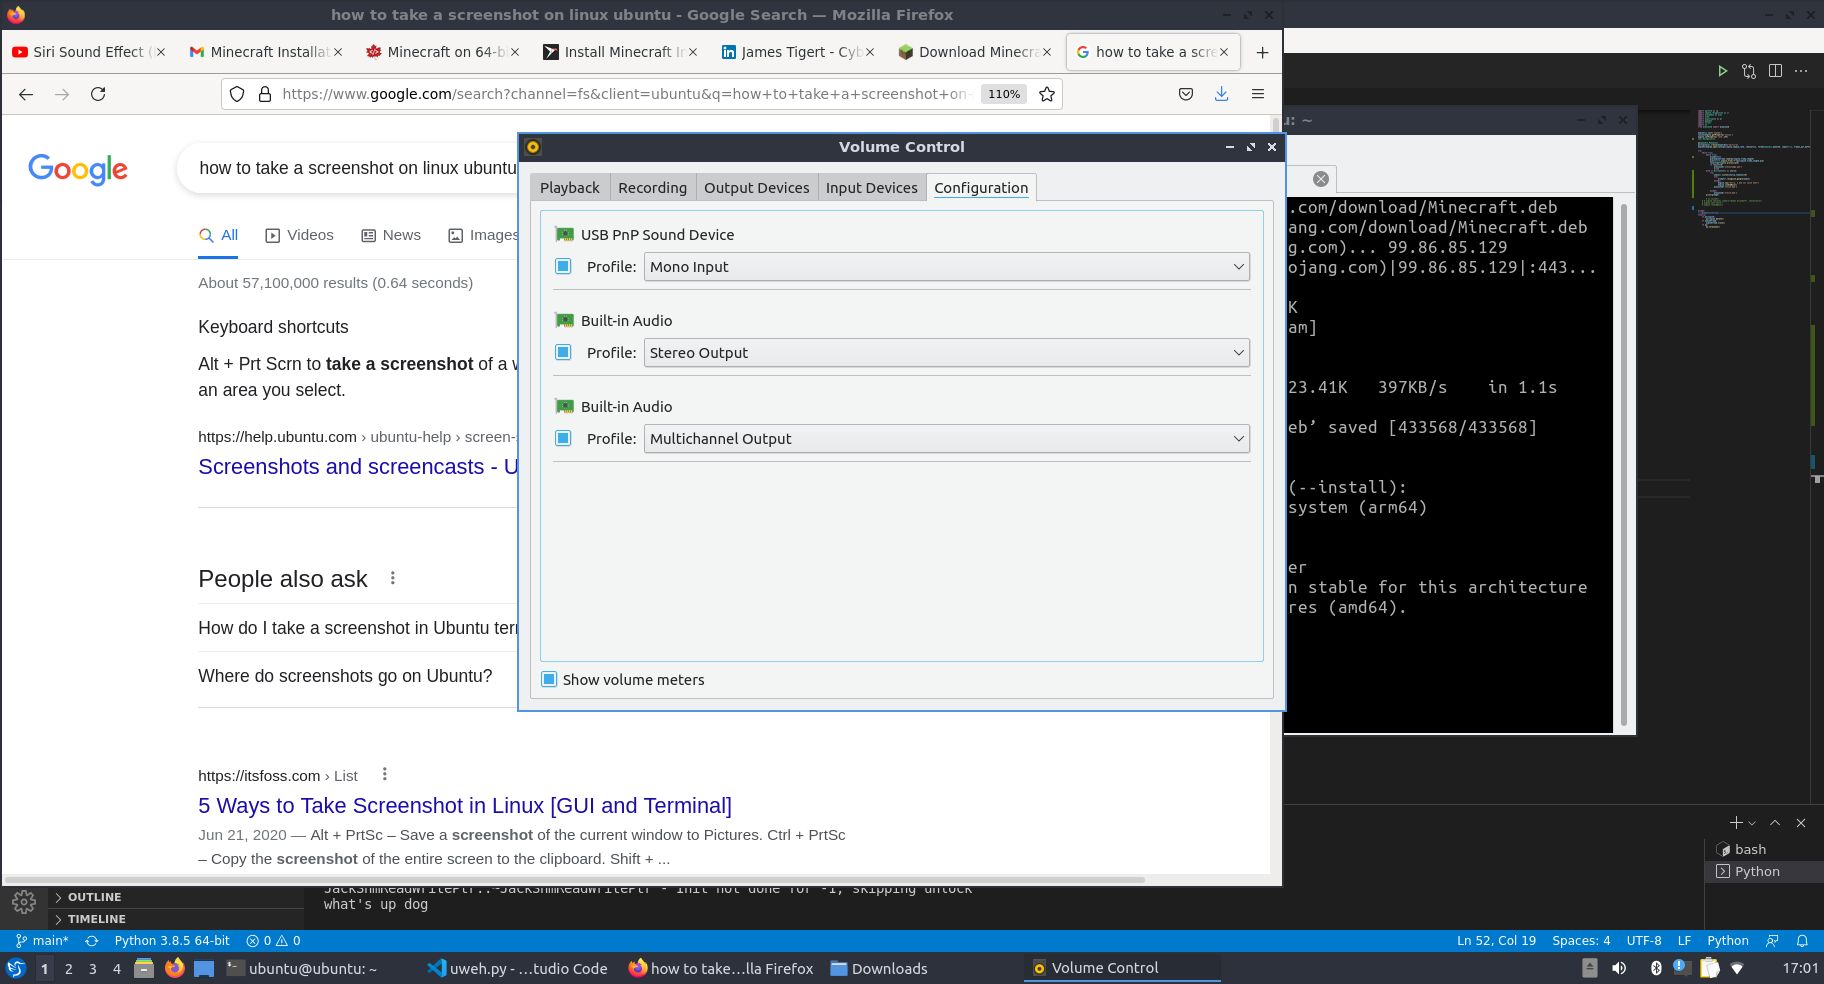 how to take a screenshot on linux ubuntu - Google Search — Mozilla Firefox
Siri Sound Effect (
Minecraft Installat
Minecraft on 64-b
Install Minecraft
James Tigert - Cyb
Download Minecra
how to take a scre
https://www.google.com/search?channel=fs&client=ubuntu&q=how+to+take+a+screenshot+on-
110%
Google
how to take a screenshot on linux ubuntu
All
Videos
News
Images
About 57,100,000 results (0.64 seconds)
Keyboard shortcuts
Alt + Prt Scrn to take a screenshot of a
an area you select.
https://help.ubuntu.com › ubuntu-help › screen-
Screenshots and screencasts - U
People also ask
How do I take a screenshot in Ubuntu ter
Where do screenshots go on Ubuntu?
https://itsfoss.com › List
5 Ways to Take Screenshot in Linux [GUI and Terminal]
Jun 21, 2020 — Alt + PrtSc – Save a screenshot of the current window to Pictures. Ctrl + PrtSc
– Copy the screenshot of the entire screen to the clipboard. Shift + ...
Volume Control
Playback
Recording
Output Devices
Input Devices
Configuration
USB PnP Sound Device
Profile: Mono Input
Built-in Audio
Profile: Stereo Output
Built-in Audio
Profile: Multichannel Output
Show volume meters
u: ~
.com/download/Minecraft.deb
ang.com/download/Minecraft.deb
g.com)... 99.86.85.129
ojang.com)|99.86.85.129|:443...
K
am]
23.41K 397KB/s in 1.1s
eb’ saved [433568/433568]
(--install):
system (arm64)
er
n stable for this architecture
res (amd64).
bash
Python
OUTLINE
TIMELINE
JackShmReadWritePtr::~JackShmReadWritePtr - Init not done for -1, skipping unlock
what's up dog
main*
Python 3.8.5 64-bit
0
0
Ln 52, Col 19
Spaces: 4
UTF-8
LF
Python
1
2
3
4
ubuntu@ubuntu: ~
uweh.py - ...tudio Code
how to take...lla Firefox
Downloads
Volume Control
17:01